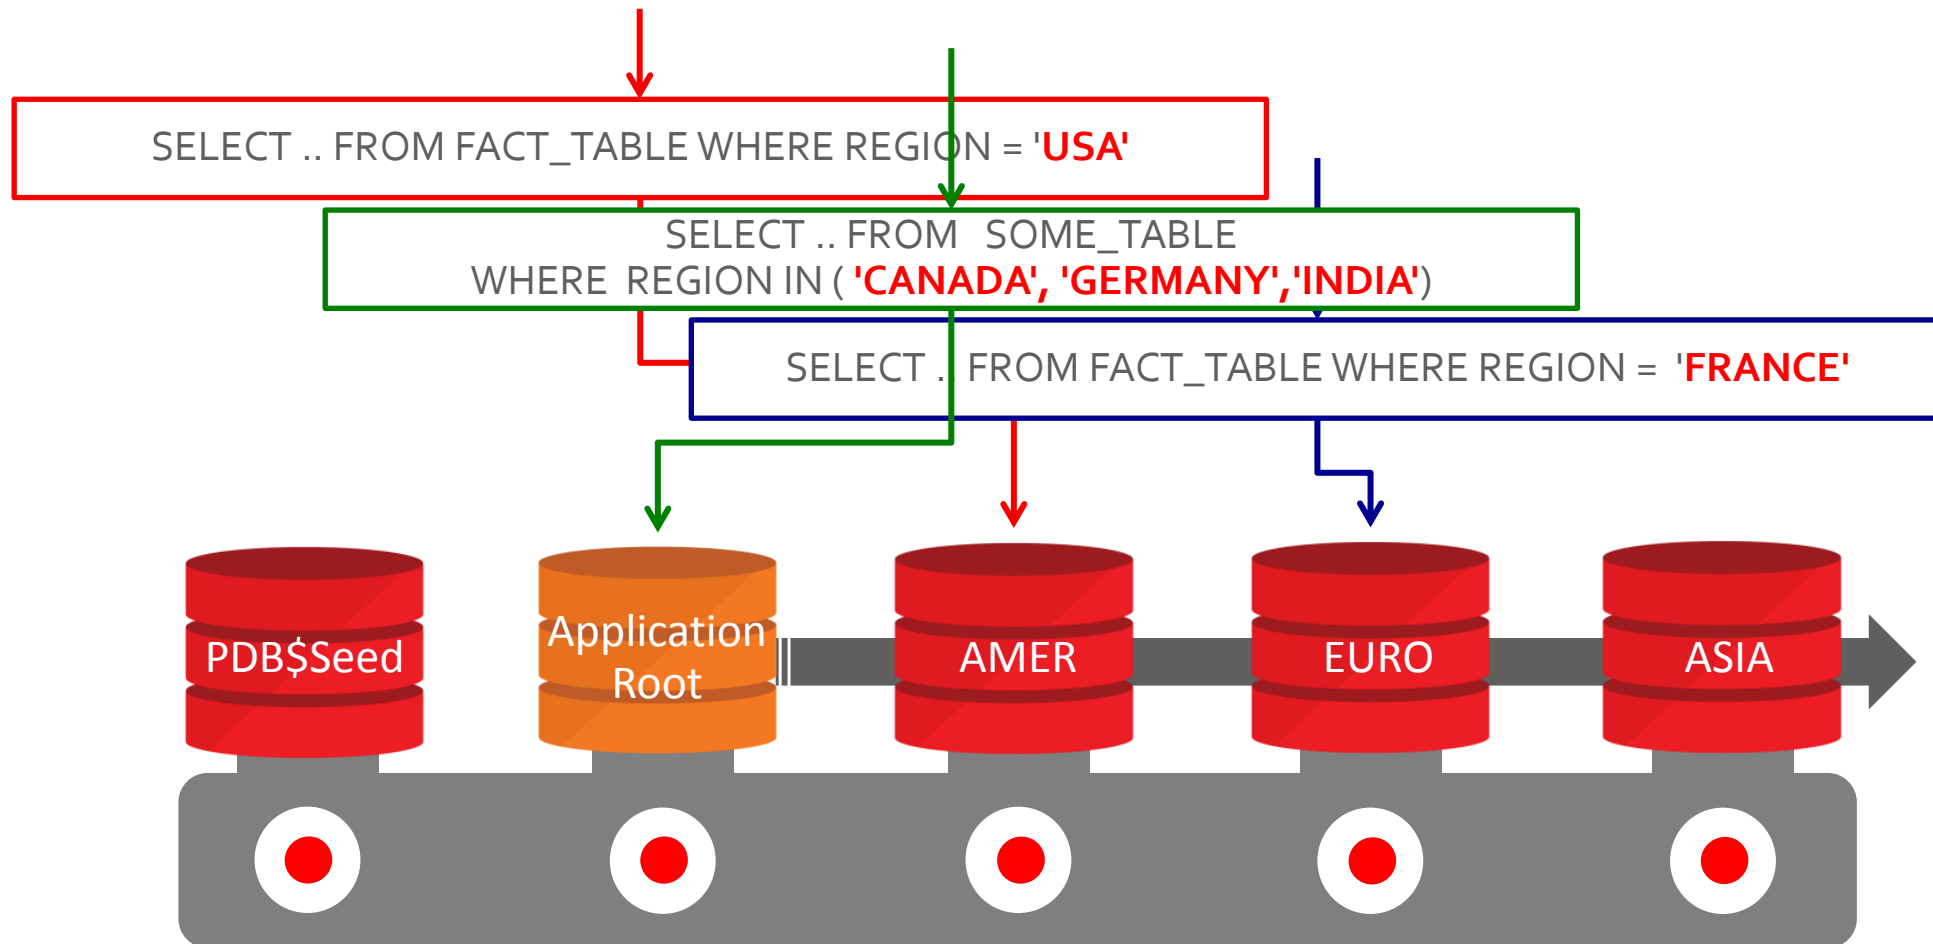 SELECT .. FROM FACT_TABLE WHERE REGION = 'USA'
SELECT .. FROM SOME_TABLE
WHERE REGION IN ( 'CANADA', 'GERMANY','INDIA')
SELECT .. FROM FACT_TABLE WHERE REGION = 'FRANCE'
PDB$Seed
Application
Root
AMER
EURO
ASIA